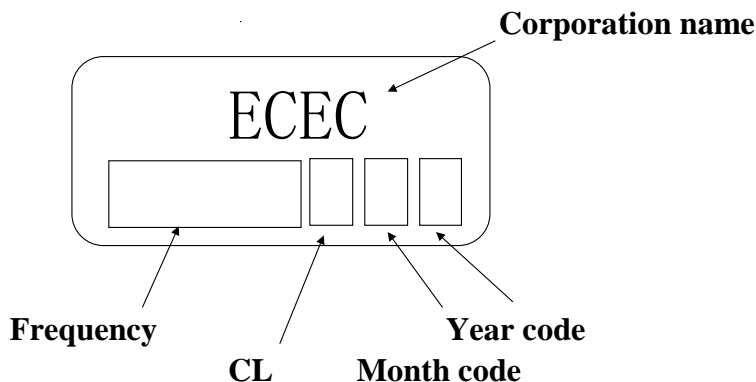 Corporation name
ECEC
Frequency
Year code
CL
Month code